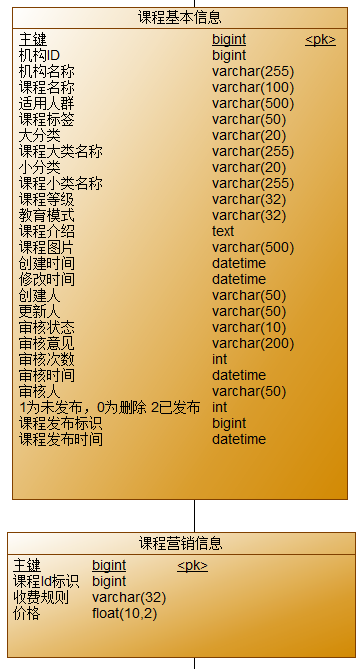 课程基本信息
主键 bigint <pk>
机构ID bigint
机构名称 varchar(255)
课程名称 varchar(100)
适用人群 varchar(500)
课程标签 varchar(50)
大分类 varchar(20)
课程大类名称 varchar(255)
小分类 varchar(20)
课程小类名称 varchar(255)
课程等级 varchar(32)
教育模式 varchar(32)
课程介绍 text
课程图片 varchar(500)
创建时间 datetime
修改时间 datetime
创建人 varchar(50)
更新人 varchar(50)
审核状态 varchar(10)
审核意见 varchar(200)
审核次数 int
审核时间 datetime
审核人 varchar(50)
1为未发布，0为删除 2已发布 int
课程发布标识 bigint
课程发布时间 datetime
课程营销信息
主键 bigint <pk>
课程Id标识 bigint
收费规则 varchar(32)
价格 float(10,2)